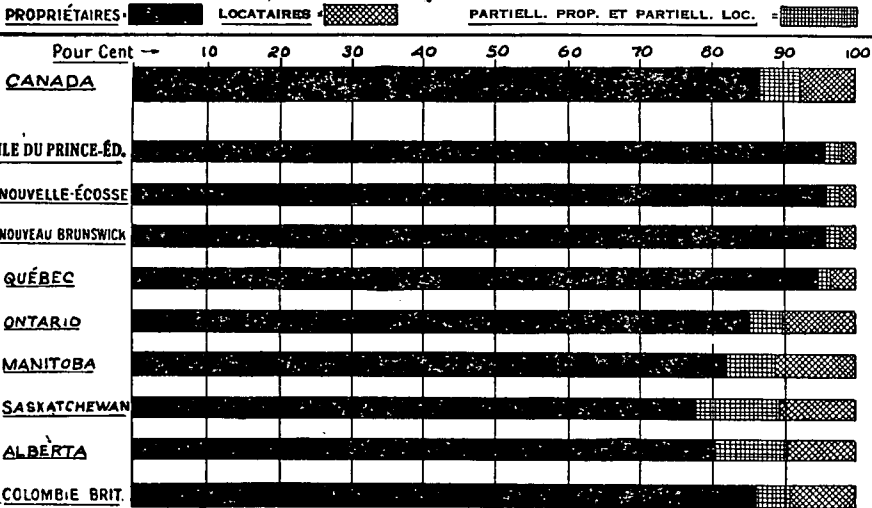 PROPRIÉTAIRES= LOCATAIRES = PARTIELL. PROP. ET PARTIELL. LOC. =
Pour Cent → 10 20 30 40 50 60 70 80 90 100
CANADA
ILE DU PRINCE-ÉD.
NOUVELLE-ÉCOSSE
NOUVEAU BRUNSWICK
QUÉBEC
ONTARIO
MANITOBA
SASKATCHEWAN
ALBERTA
COLOMBIE BRIT.